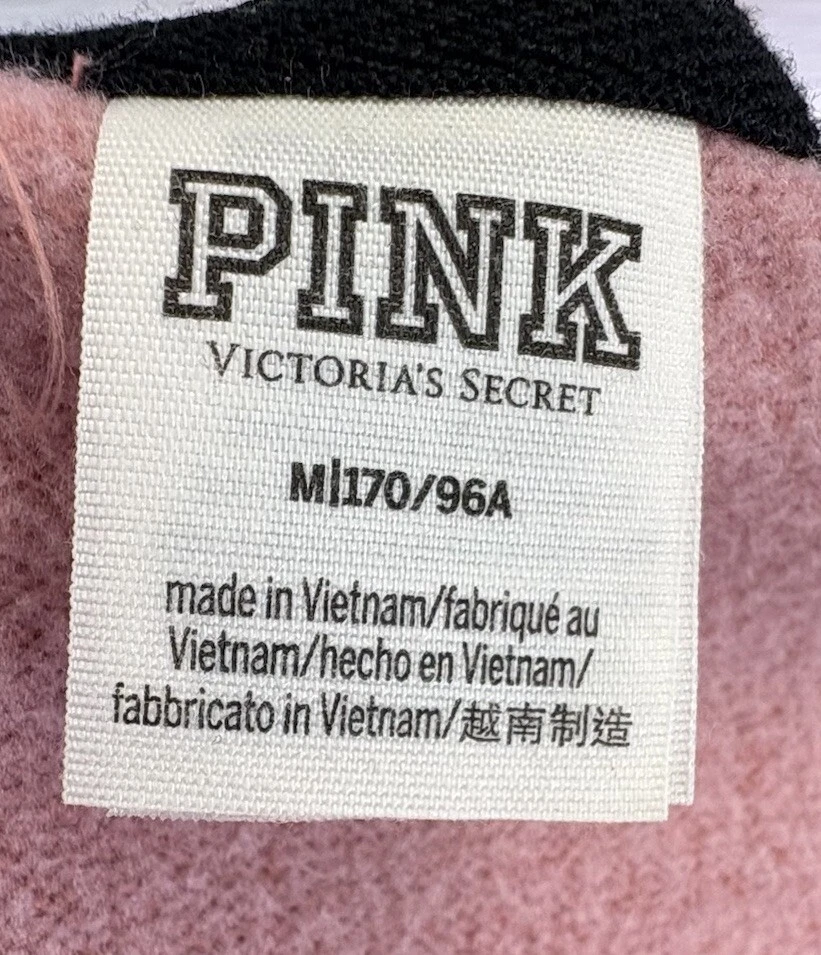 PINK
VICTORIA'S SECRET
M|170/96A
made in Vietnam/fabriqué au
Vietnam/hecho en Vietnam/
fabbricato in Vietnam/越南制造